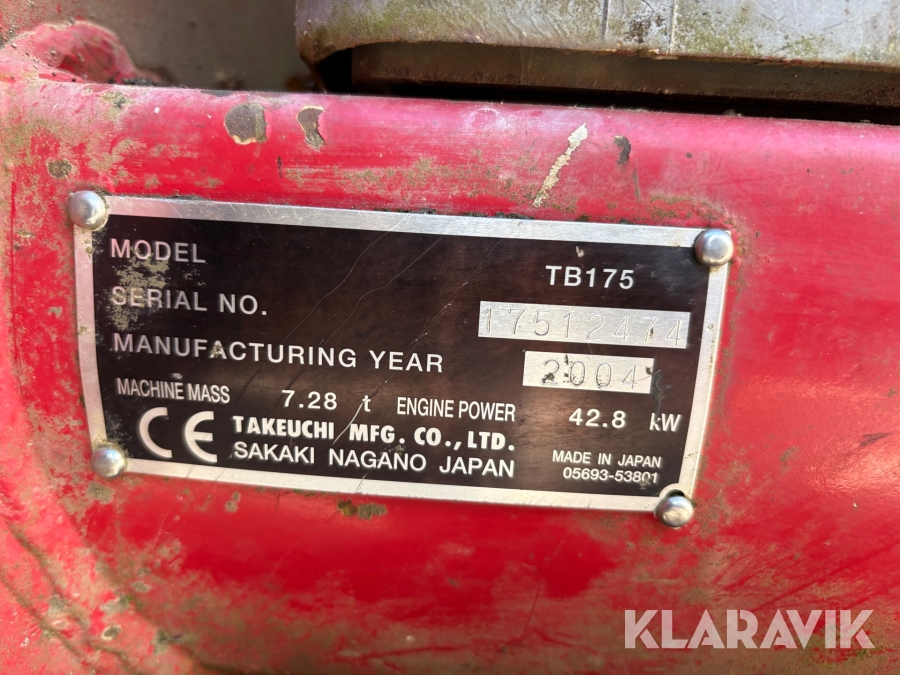 MODEL TB175
SERIAL NO. 17512474
MANUFACTURING YEAR 2004
MACHINE MASS 7.28 t ENGINE POWER 42.8 kW
CE TAKEUCHI MFG. CO., LTD.
SAKAKI NAGANO JAPAN
MADE IN JAPAN
05693-53801
KLARAVIK